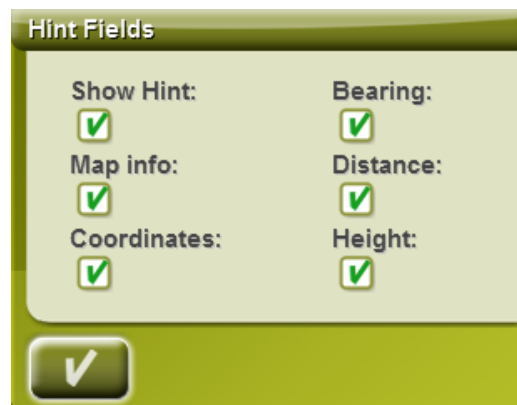 Hint Fields
Show Hint:
Bearing:
Map info:
Distance:
Coordinates:
Height: